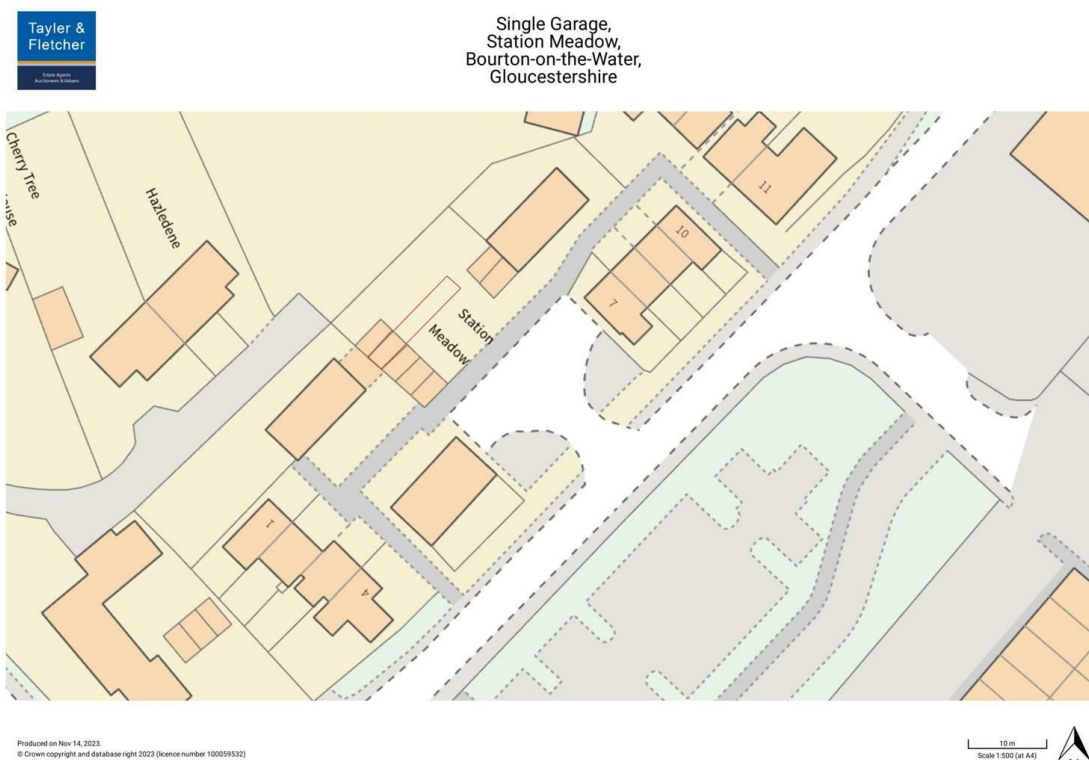 Tayler &
Fletcher
Estate Agents
Auctioneers & Valuers
Single Garage,
Station Meadow,
Bourton-on-the-Water,
Gloucestershire
Cherry Tree
Hazledene
11
10
7
Station
Meadow
1
4
Produced on Nov 14, 2023.
© Crown copyright and database right 2023 (licence number 100059532)
10 m
Scale 1:500 (at A4)